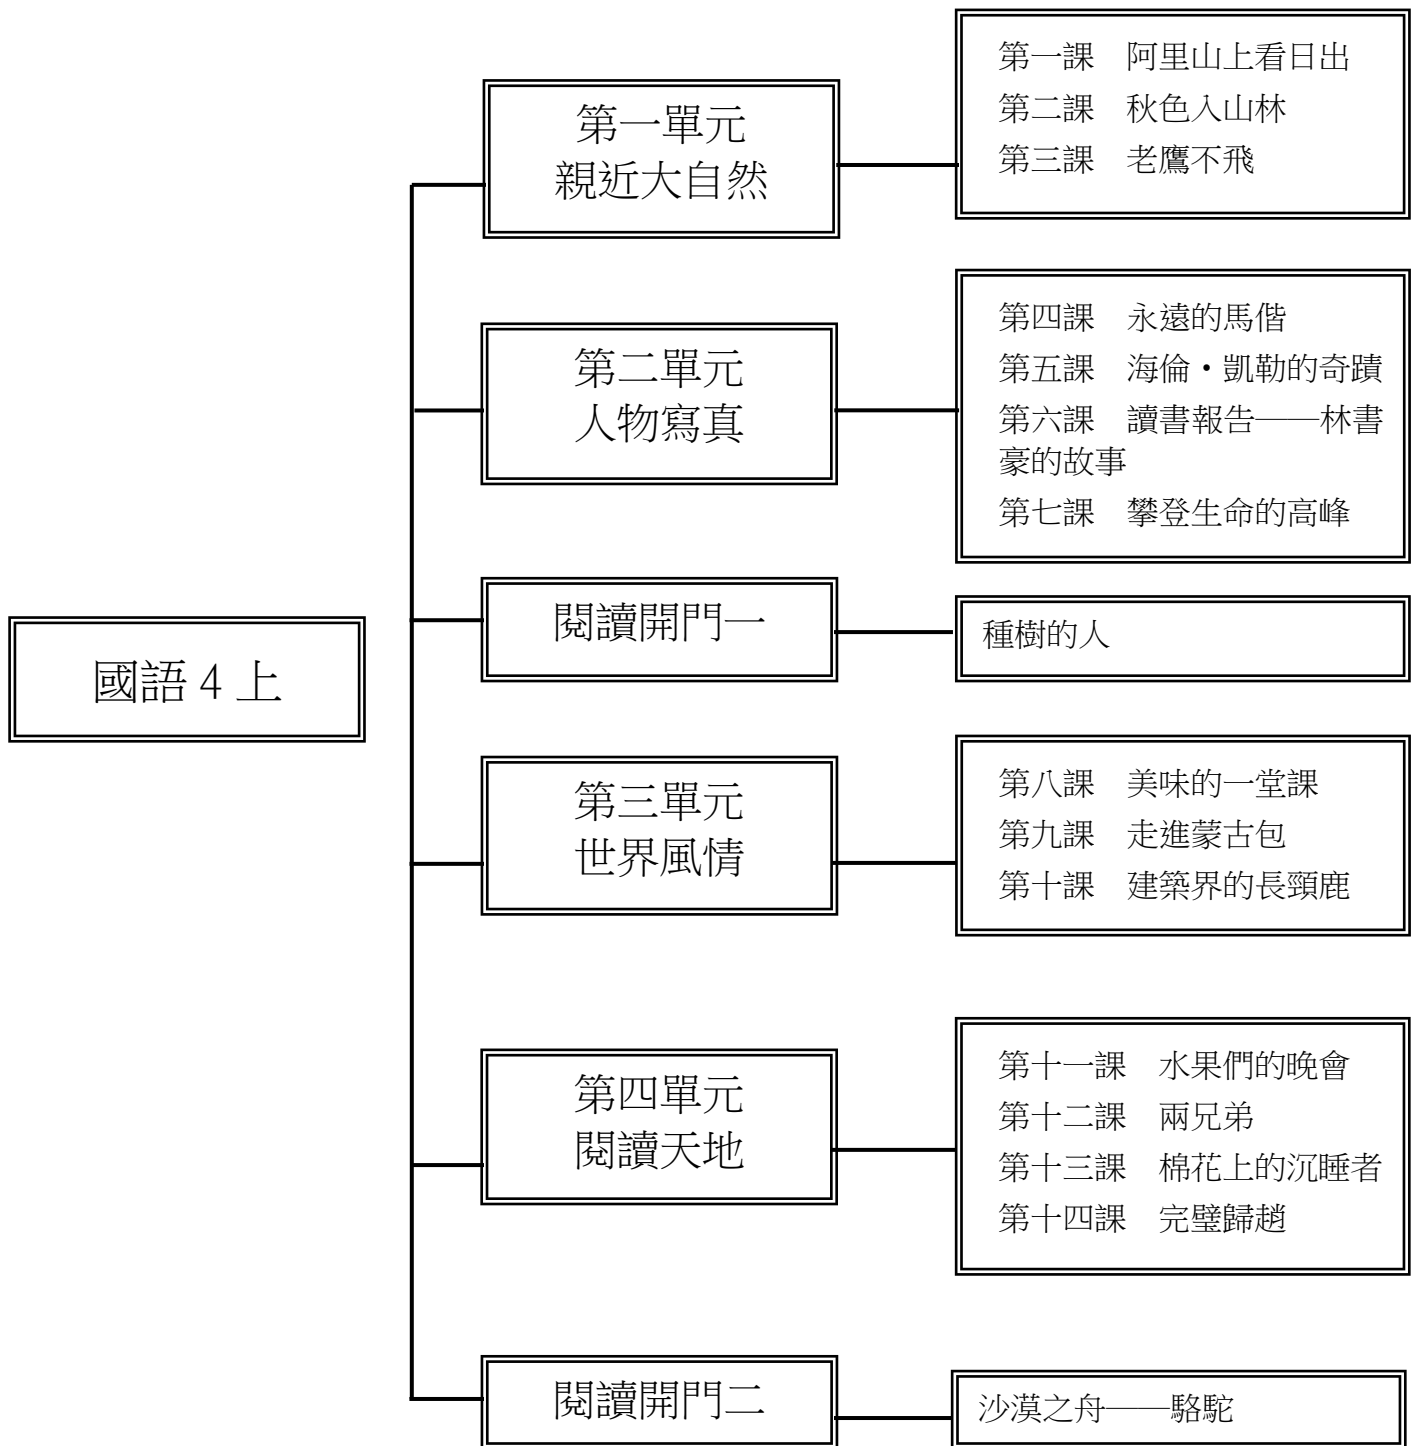 國語 4 上
第一單元
親近大自然
第一課　阿里山上看日出
第二課　秋色入山林
第三課　老鷹不飛
第二單元
人物寫真
第四課　永遠的馬偕
第五課　海倫・凱勒的奇蹟
第六課　讀書報告──林書
豪的故事
第七課　攀登生命的高峰
閱讀開門一
種樹的人
第三單元
世界風情
第八課　美味的一堂課
第九課　走進蒙古包
第十課　建築界的長頸鹿
第四單元
閱讀天地
第十一課　水果們的晚會
第十二課　兩兄弟
第十三課　棉花上的沉睡者
第十四課　完璧歸趙
閱讀開門二
沙漠之舟──駱駝